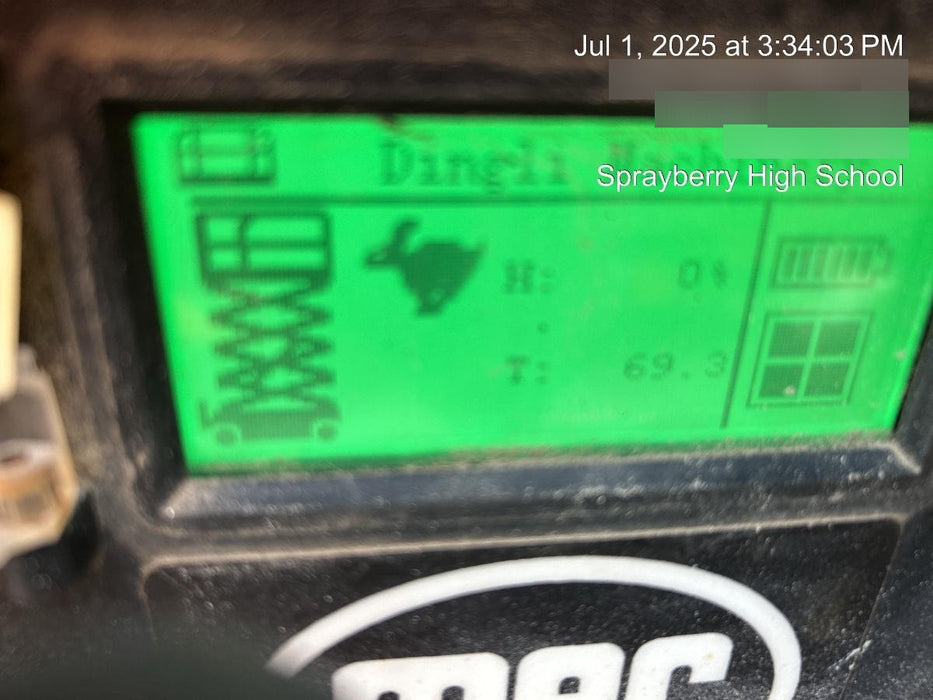 Jul 1, 2025 at 3:34:03 PM
Dingli
Sprayberry High School
H: 0%
T: 69.3